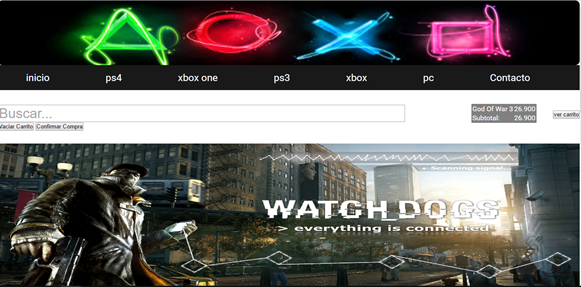 inicio ps4 xbox one ps3 xbox pc Contacto
Buscar...
God Of War 3 26.900
Subtotal: 26.900
ver carrito
Vaciar Carrito Confirmar Compra
+ Scanning signal
WATCH_DOGS
> everything is connected